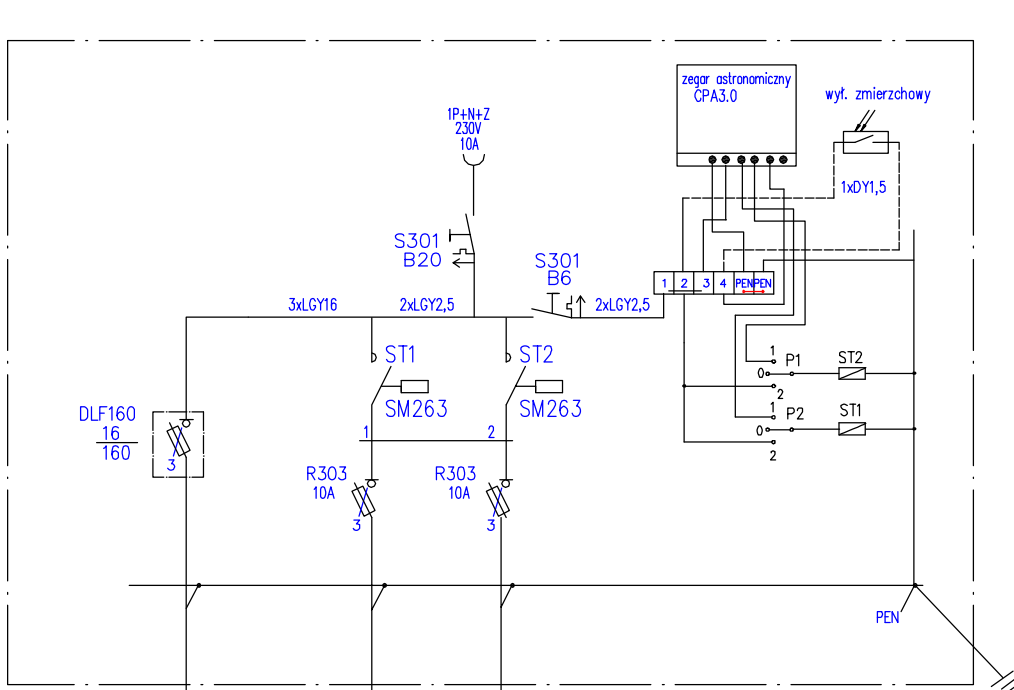 zegar astronomiczny
CPA3.0
wył. zmierzchowy
1P+N+Z
230V
10A
1xDY1,5
S301
B20
S301
B6
1 2 3 4 PEN PEN
3xLGY16
2xLGY2,5
2xLGY2,5
ST1
ST2
1
P1
ST2
0
2
SM263
SM263
DLF160
16
160
3
1
P2
ST1
0
2
1
2
R303
10A
3
R303
10A
3
PEN